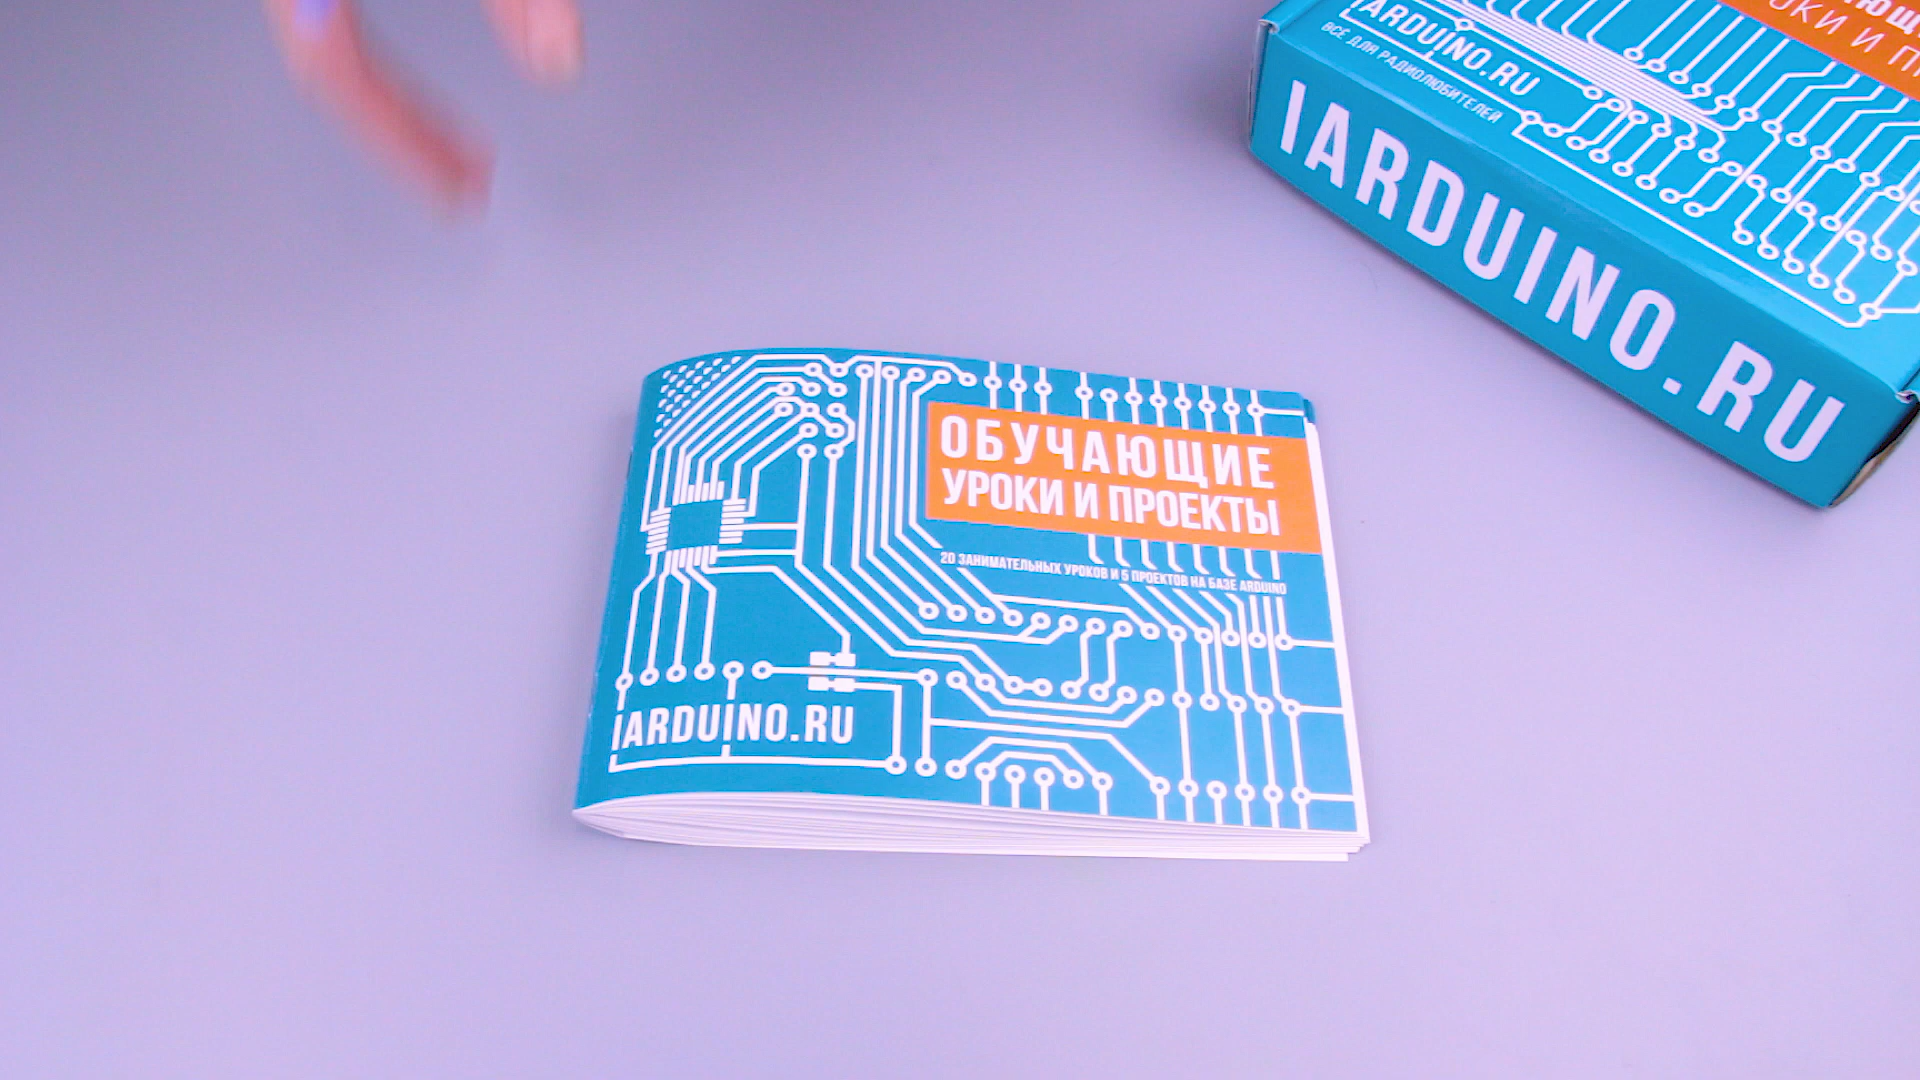 ОБУЧАЮЩИЕ
УРОКИ И ПРОЕКТЫ
20 ЗАНИМАТЕЛЬНЫХ УРОКОВ И 5 ПРОЕКТОВ НА БАЗЕ ARDUINO
IARDUINO.RU
IARDUINO.RU
ВСЁ ДЛЯ РАДИОЛЮБИТЕЛЕЙ
IARDUINO.RU